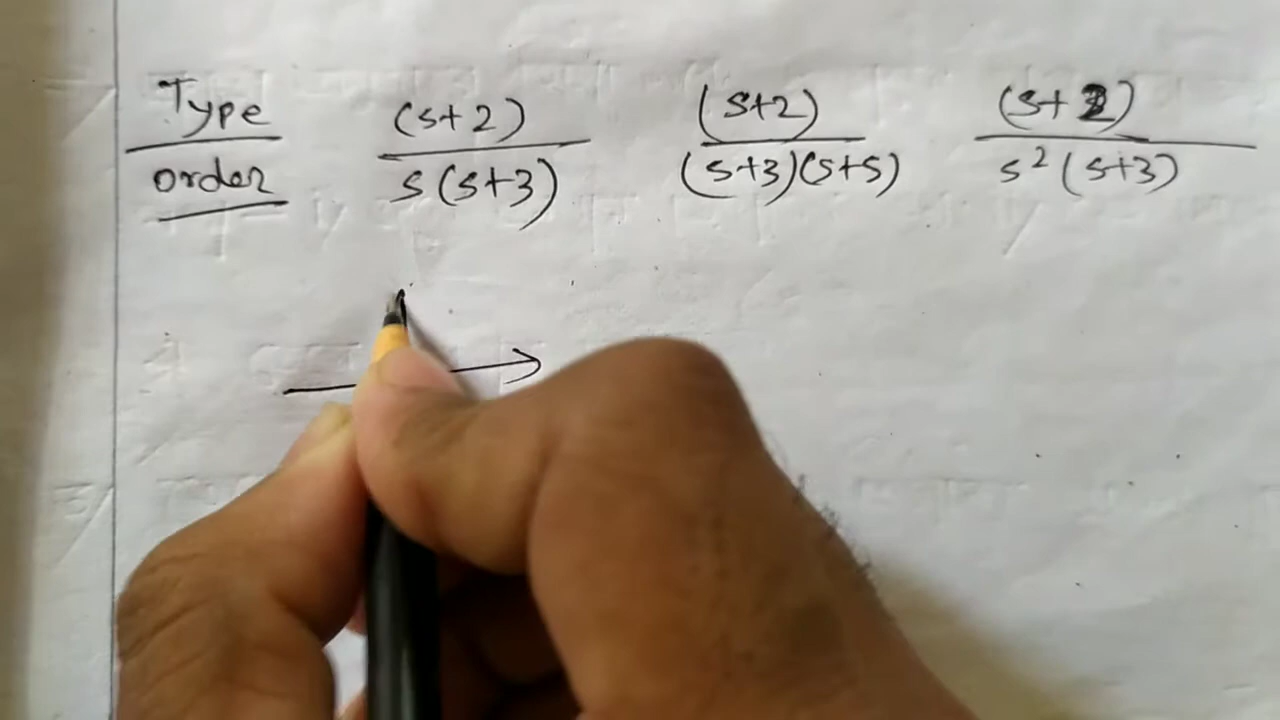 Type (s+2) (s+2) (s+2)
order s(s+3) (s+3)(s+5) s²(s+3)